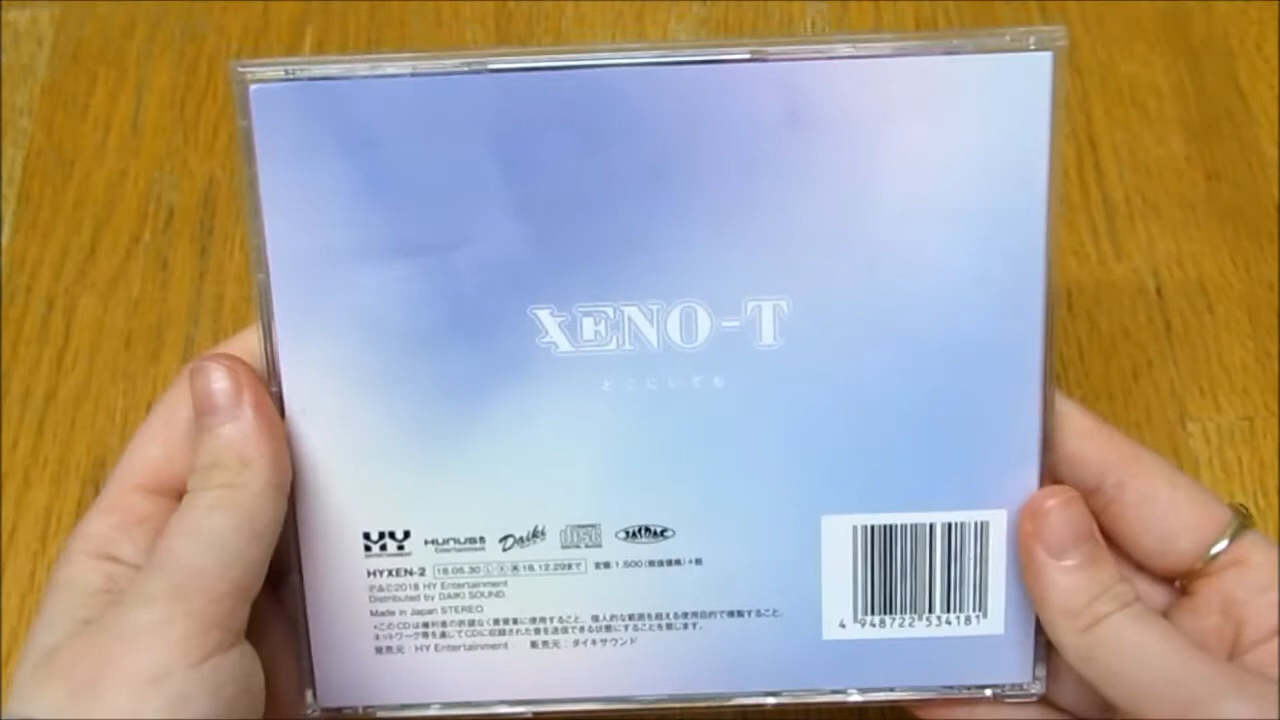 XENO-T
どこにいても
HY ENTERTAINMENT HUNUS Entertainment Daiki disc DIGITAL AUDIO JASRAC
HYXEN-2 18.05.30 18.12.29まで 定価:1,500(税抜価格)+税
Ⓟ&©2018 HY Entertainment
Distributed by DAIKI SOUND.
Made in Japan STEREO
•このCDは権利者の許諾なく賃貸業に使用すること、個人的な範囲を超える使用目的で複製すること、
ネットワーク等を通じてCDに収録された音を送信できる状態にすることを禁じます。
発売元:HY Entertainment 販売元:ダイキサウンド
4 948722 534181